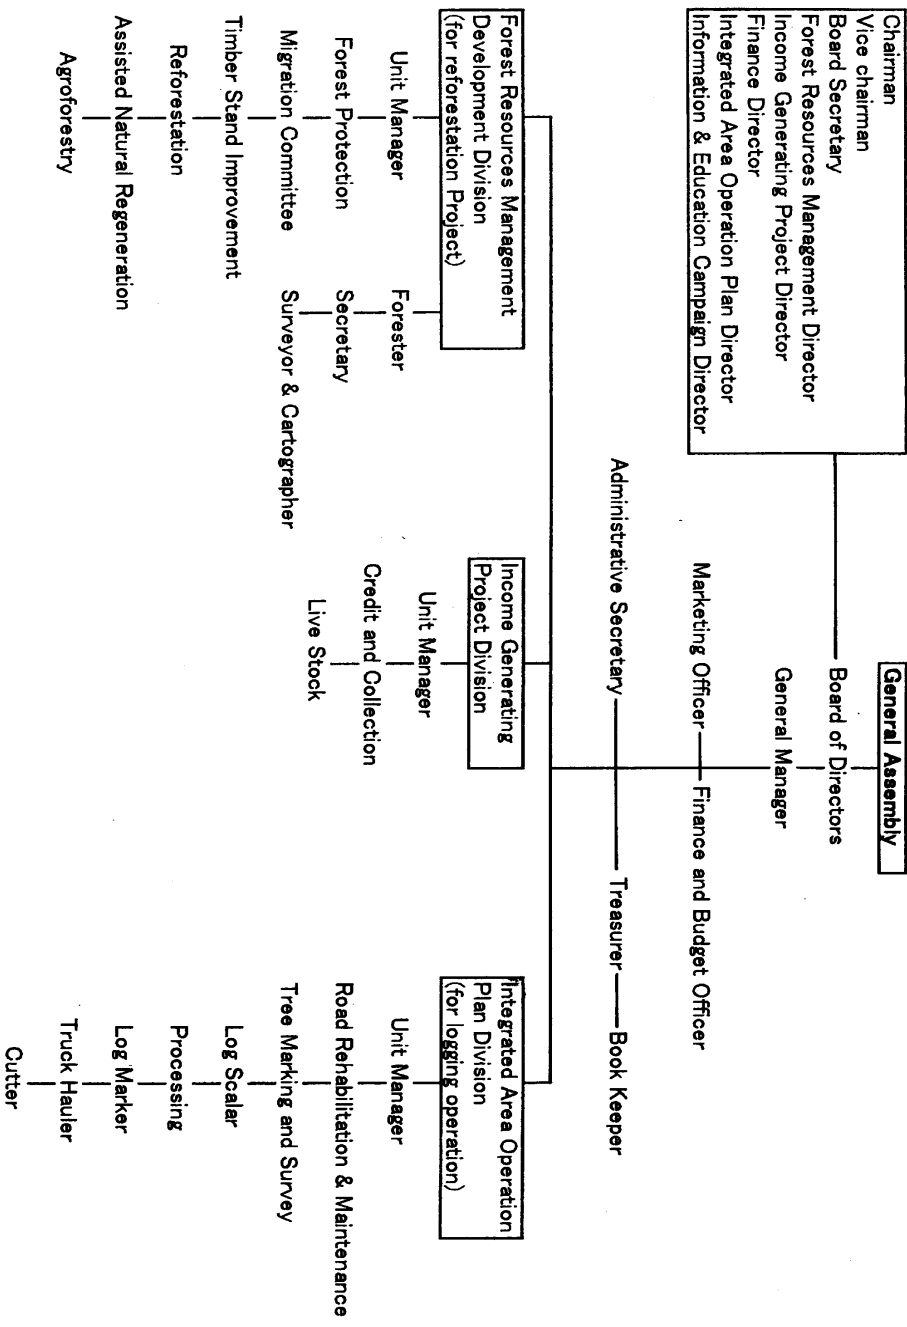 General Assembly
Board of Directors
General Manager
Chairman
Vice chairman
Board Secretary
Forest Resources Management Director
Income Generating Project Director
Finance Director
Integrated Area Operation Plan Director
Information & Education Campaign Director
Marketing Officer
Finance and Budget Officer
Administrative Secretary
Treasurer
Book Keeper
Forest Resources Management
Development Division
(for reforestation Project)
Unit Manager
Forest Protection
Migration Committee
Timber Stand Improvement
Reforestation
Assisted Natural Regeneration
Agroforestry
Forester
Secretary
Surveyor & Cartographer
Income Generating
Project Division
Unit Manager
Credit and Collection
Live Stock
Integrated Area Operation
Plan Division
(for logging operation)
Unit Manager
Road Rehabilitation & Maintenance
Tree Marking and Survey
Log Scalar
Processing
Log Marker
Truck Hauler
Cutter